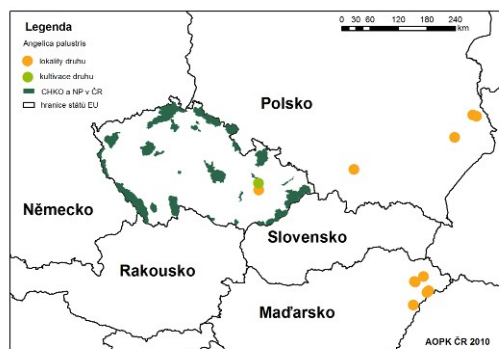 Legenda
Angelica palustris
lokality druhu
kultivace druhu
CHKO a NP v ČR
hranice států EU
0 30 60 120 180 240
km
Polsko
Německo
Slovensko
Rakousko
Maďarsko
AOPK ČR 2010